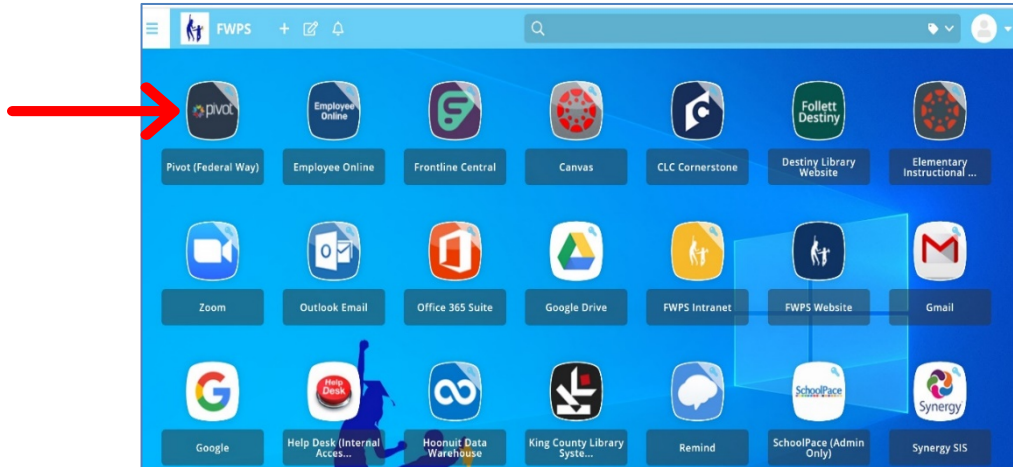 FWPS
pivot
Employee
Online
Follett
Destiny
Pivot (Federal Way)
Employee Online
Frontline Central
Canvas
CLC Cornerstone
Destiny Library
Website
Elementary
Instructional ...
Zoom
Outlook Email
Office 365 Suite
Google Drive
FWPS Intranet
FWPS Website
Gmail
Help
Desk
SchoolPace
Synergy
Google
Help Desk (Internal
Acces...
Hoonuit Data
Warehouse
King County Library
Syste...
Remind
SchoolPace (Admin
Only)
Synergy SIS